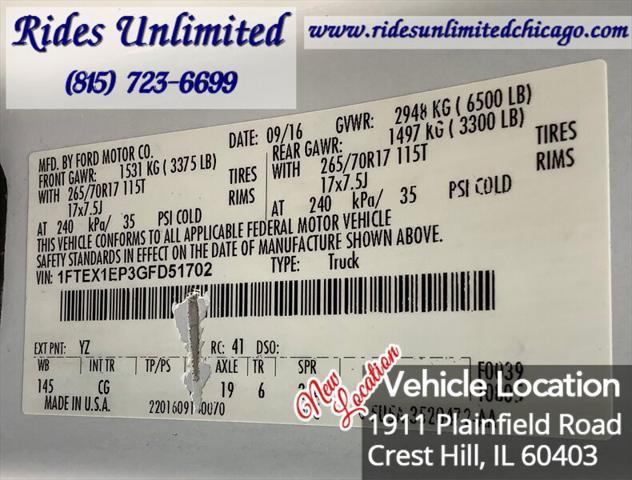 Rides Unlimited
(815) 723-6699
www.ridesunlimitedchicago.com
MFD. BY FORD MOTOR CO.
DATE: 09/16 GVWR: 2948 KG ( 6500 LB)
FRONT GAWR: 1531 KG ( 3375 LB)
REAR GAWR: 1497 KG ( 3300 LB)
WITH 265/70R17 115T TIRES
WITH 265/70R17 115T TIRES
17x7.5J RIMS
17x7.5J RIMS
AT 240 kPa/ 35 PSI COLD
AT 240 kPa/ 35 PSI COLD
THIS VEHICLE CONFORMS TO ALL APPLICABLE FEDERAL MOTOR VEHICLE
SAFETY STANDARDS IN EFFECT ON THE DATE OF MANUFACTURE SHOWN ABOVE.
VIN: 1FTEX1EP3GFD51702 TYPE: Truck
EXT PNT: YZ RC: 41 DSO:
WB INT TR TP/PS AXLE TR SPR
145 CG 19 6
MADE IN U.S.A.
New Location
Vehicle Location
1911 Plainfield Road
Crest Hill, IL 60403